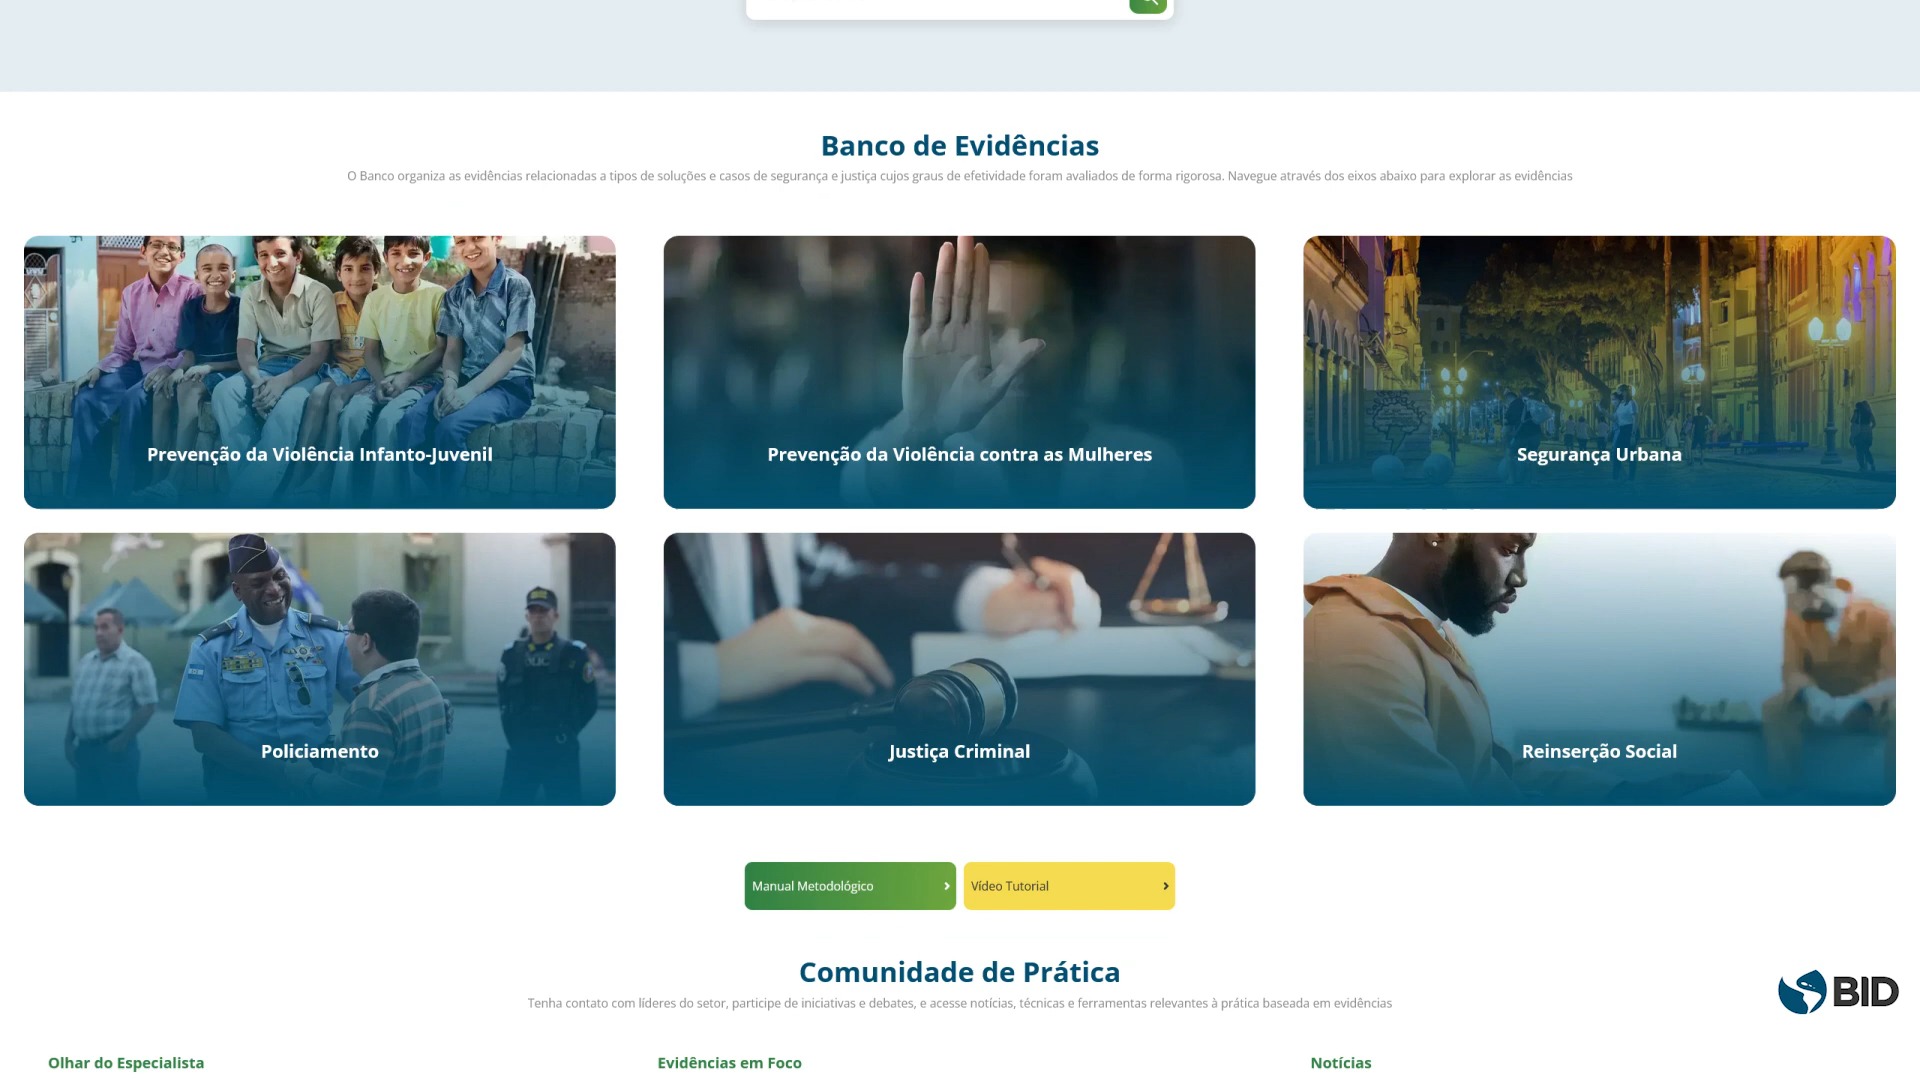 Banco de Evidências
O Banco organiza as evidências relacionadas a tipos de soluções e casos de segurança e justiça cujos graus de efetividade foram avaliados de forma rigorosa. Navegue através dos eixos abaixo para explorar as evidências
Prevenção da Violência Infanto-Juvenil
Prevenção da Violência contra as Mulheres
Segurança Urbana
Policiamento
Justiça Criminal
Reinserção Social
Manual Metodológico
Vídeo Tutorial
Comunidade de Prática
Tenha contato com líderes do setor, participe de iniciativas e debates, e acesse notícias, técnicas e ferramentas relevantes à prática baseada em evidências
BID
Olhar do Especialista
Evidências em Foco
Notícias